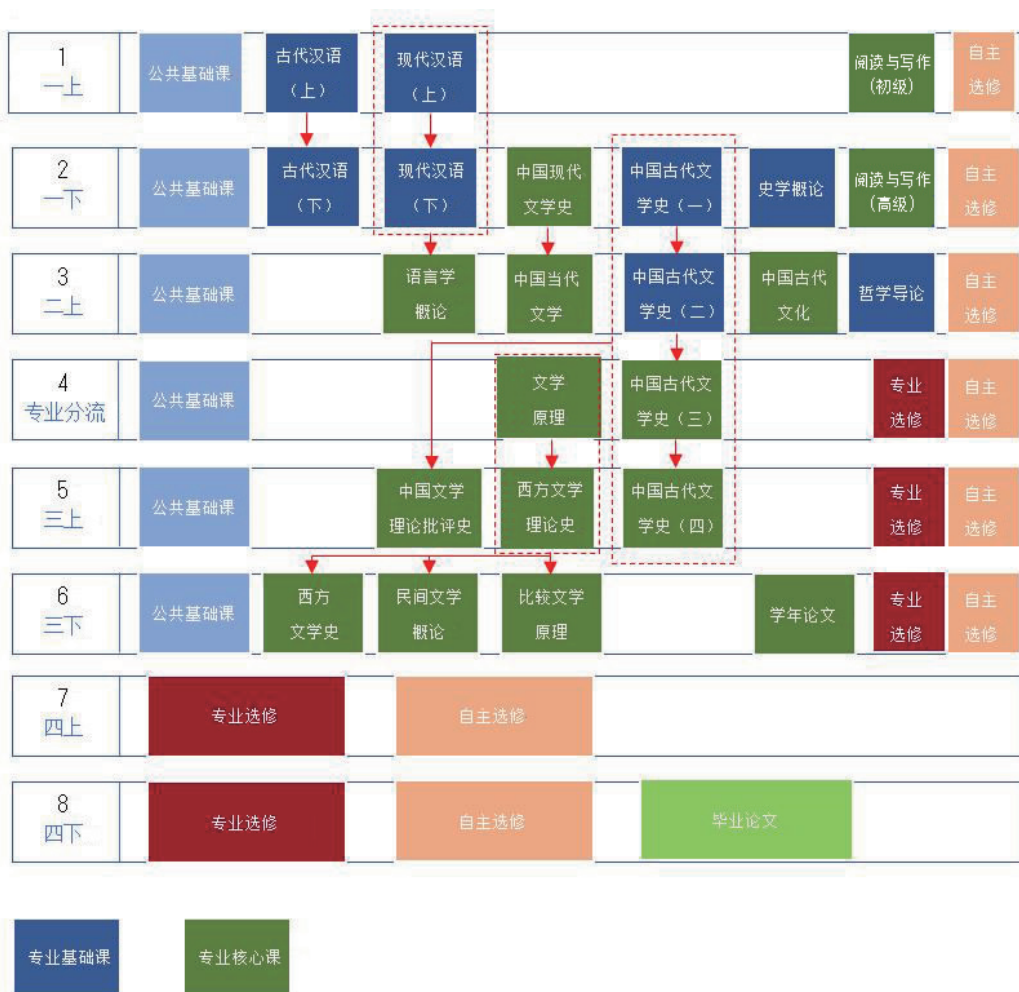 1
一上
公共基础课
古代汉语
（上）
现代汉语
（上）
阅读与写作
(初级)
自主
选修
2
一下
公共基础课
古代汉语
（下）
现代汉语
（下）
中国现代
文学史
中国古代文
学史（一）
史学概论
阅读与写作
(高级)
自主
选修
3
二上
公共基础课
语言学
概论
中国当代
文学
中国古代文
学史（二）
中国古代
文化
哲学导论
自主
选修
4
专业分流
公共基础课
文学
原理
中国古代文
学史（三）
专业
选修
自主
选修
5
三上
公共基础课
中国文学
理论批评史
西方文学
理论史
中国古代文
学史（四）
专业
选修
自主
选修
6
三下
公共基础课
西方
文学史
民间文学
概论
比较文学
原理
学年论文
专业
选修
自主
选修
7
四上
专业选修
自主选修
8
四下
专业选修
自主选修
毕业论文
专业基础课
专业核心课